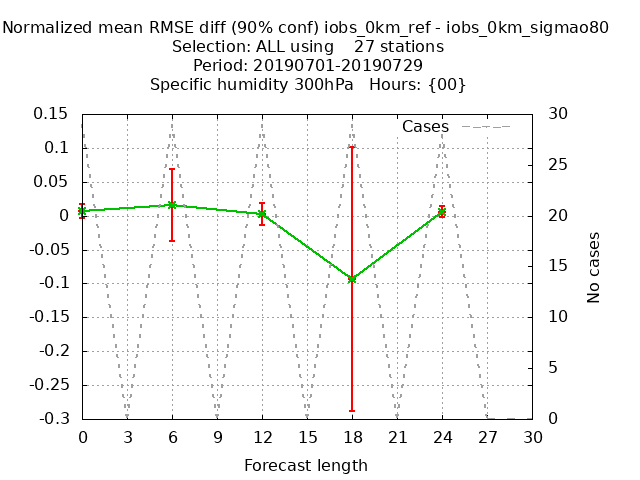 Normalized mean RMSE diff (90% conf) iobs_0km_ref - iobs_0km_sigmao80
Selection: ALL using    27 stations
Period: 20190701-20190729
Specific humidity 300hPa   Hours: {00}
Cases
0.15
0.1
0.05
0
-0.05
-0.1
-0.15
-0.2
-0.25
-0.3
30
25
20
15
10
5
0
No cases
0 3 6 9 12 15 18 21 24 27 30
Forecast length